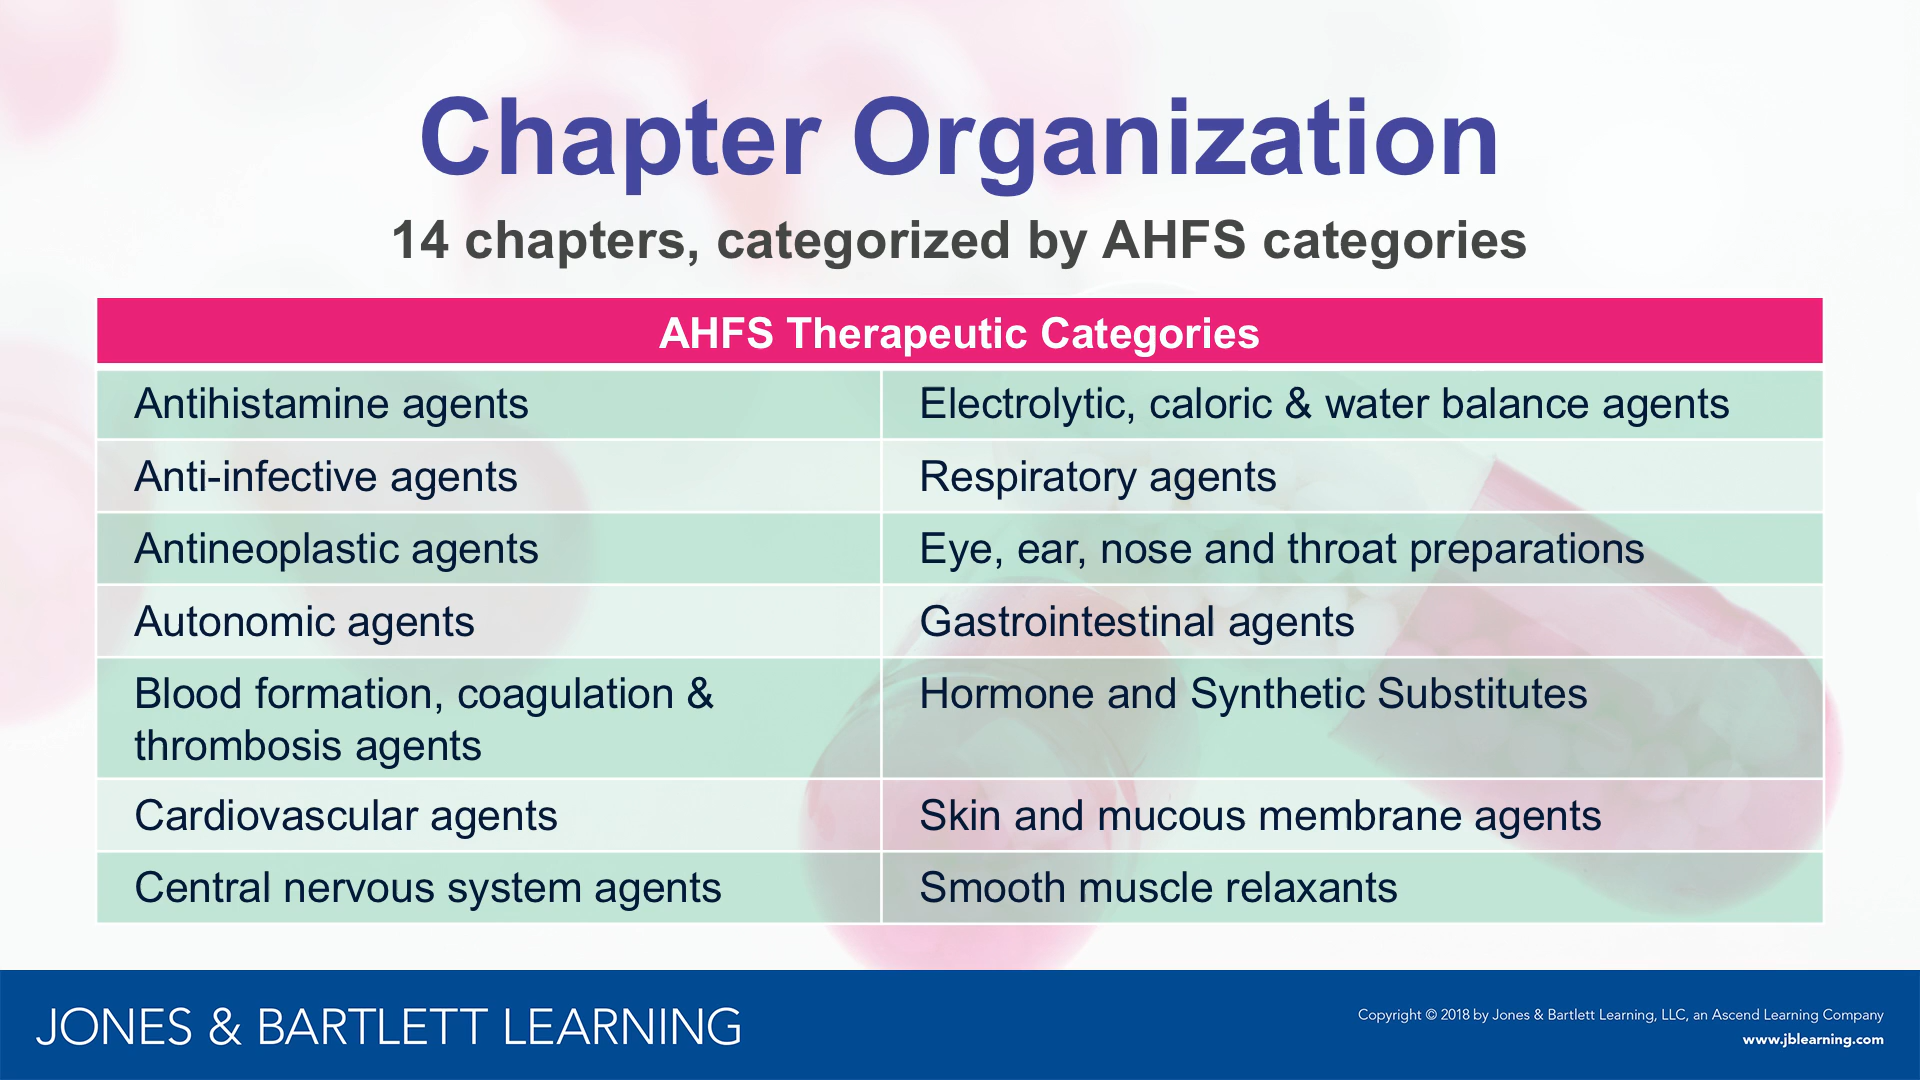 Chapter Organization
14 chapters, categorized by AHFS categories
AHFS Therapeutic Categories
Antihistamine agents
Electrolytic, caloric & water balance agents
Anti-infective agents
Respiratory agents
Antineoplastic agents
Eye, ear, nose and throat preparations
Autonomic agents
Gastrointestinal agents
Blood formation, coagulation &
thrombosis agents
Hormone and Synthetic Substitutes
Cardiovascular agents
Skin and mucous membrane agents
Central nervous system agents
Smooth muscle relaxants
JONES & BARTLETT LEARNING
Copyright © 2018 by Jones & Bartlett Learning, LLC, an Ascend Learning Company
www.jblearning.com